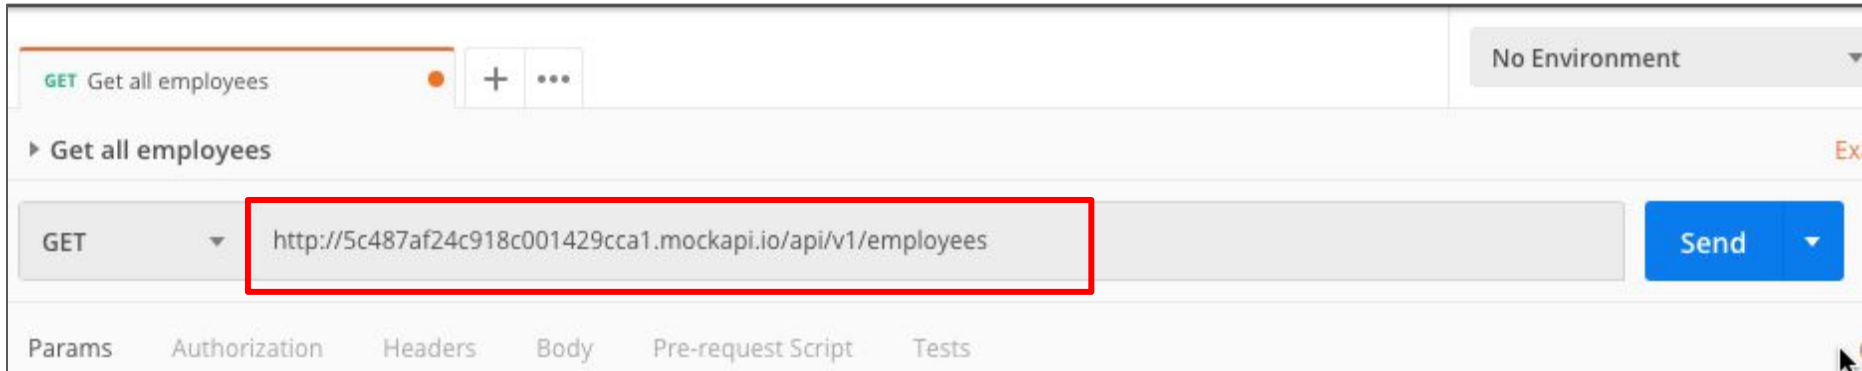 No Environment
GET Get all employees
Get all employees
GET http://5c487af24c918c001429cca1.mockapi.io/api/v1/employees Send
Params Authorization Headers Body Pre-request Script Tests